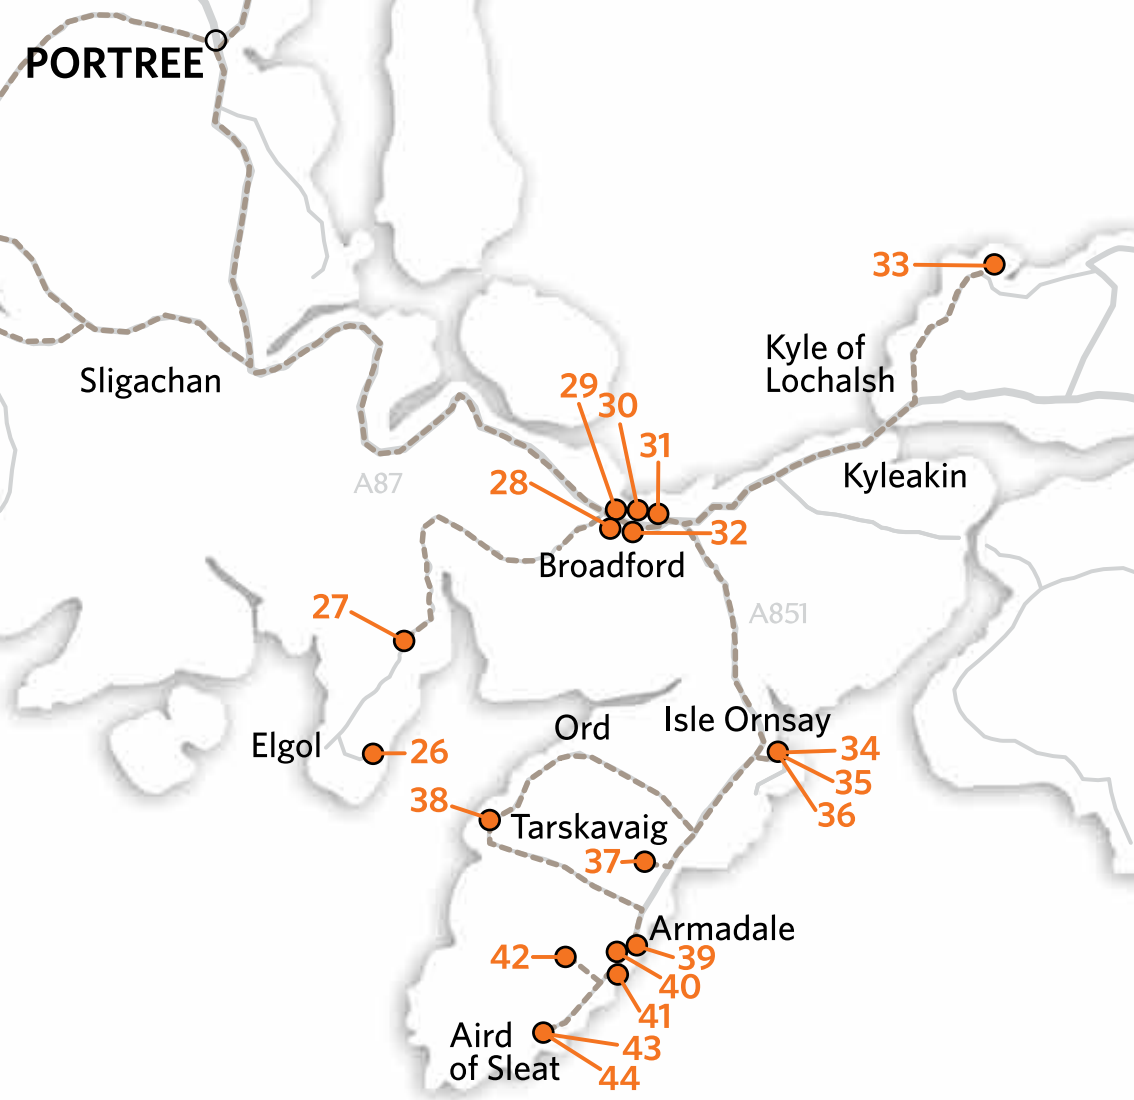 PORTREE
33
Kyle of
Lochalsh
Sligachan
29
30
31
Kyleakin
A87
28
32
Broadford
27
A851
Isle Ornsay
Ord
Elgol
26
34
35
38
36
Tarskavaig
37
Armadale
42
39
40
41
Aird
of Sleat
43
44